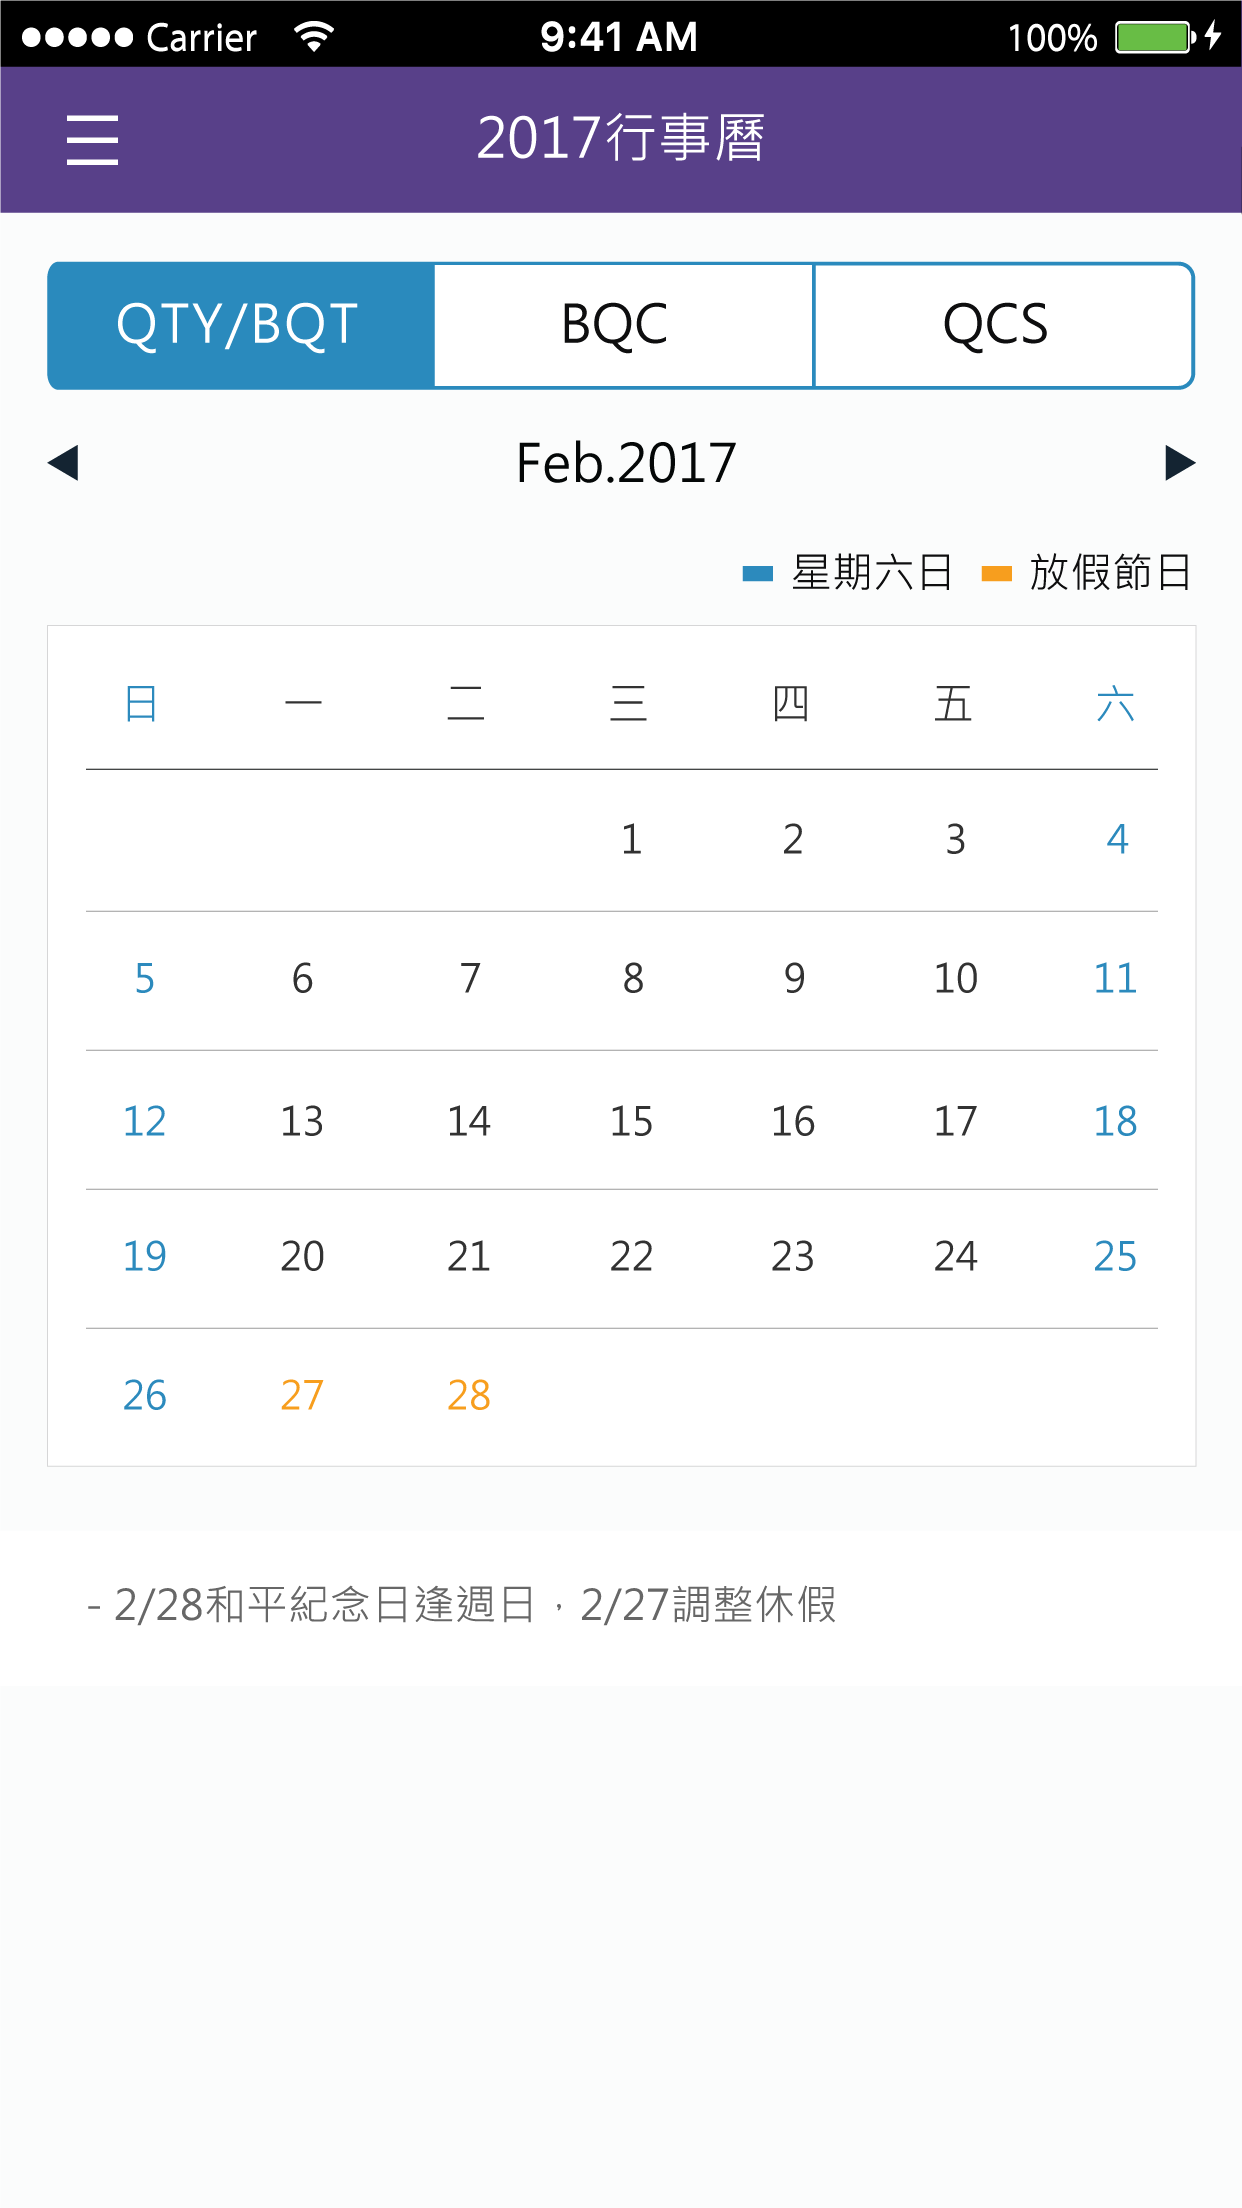 Carrier 9:41 AM 100%
2017行事曆
QTY/BQT BQC QCS
Feb.2017
星期六日 放假節日
日 一 二 三 四 五 六
1 2 3 4
5 6 7 8 9 10 11
12 13 14 15 16 17 18
19 20 21 22 23 24 25
26 27 28
- 2/28和平紀念日逢週日，2/27調整休假